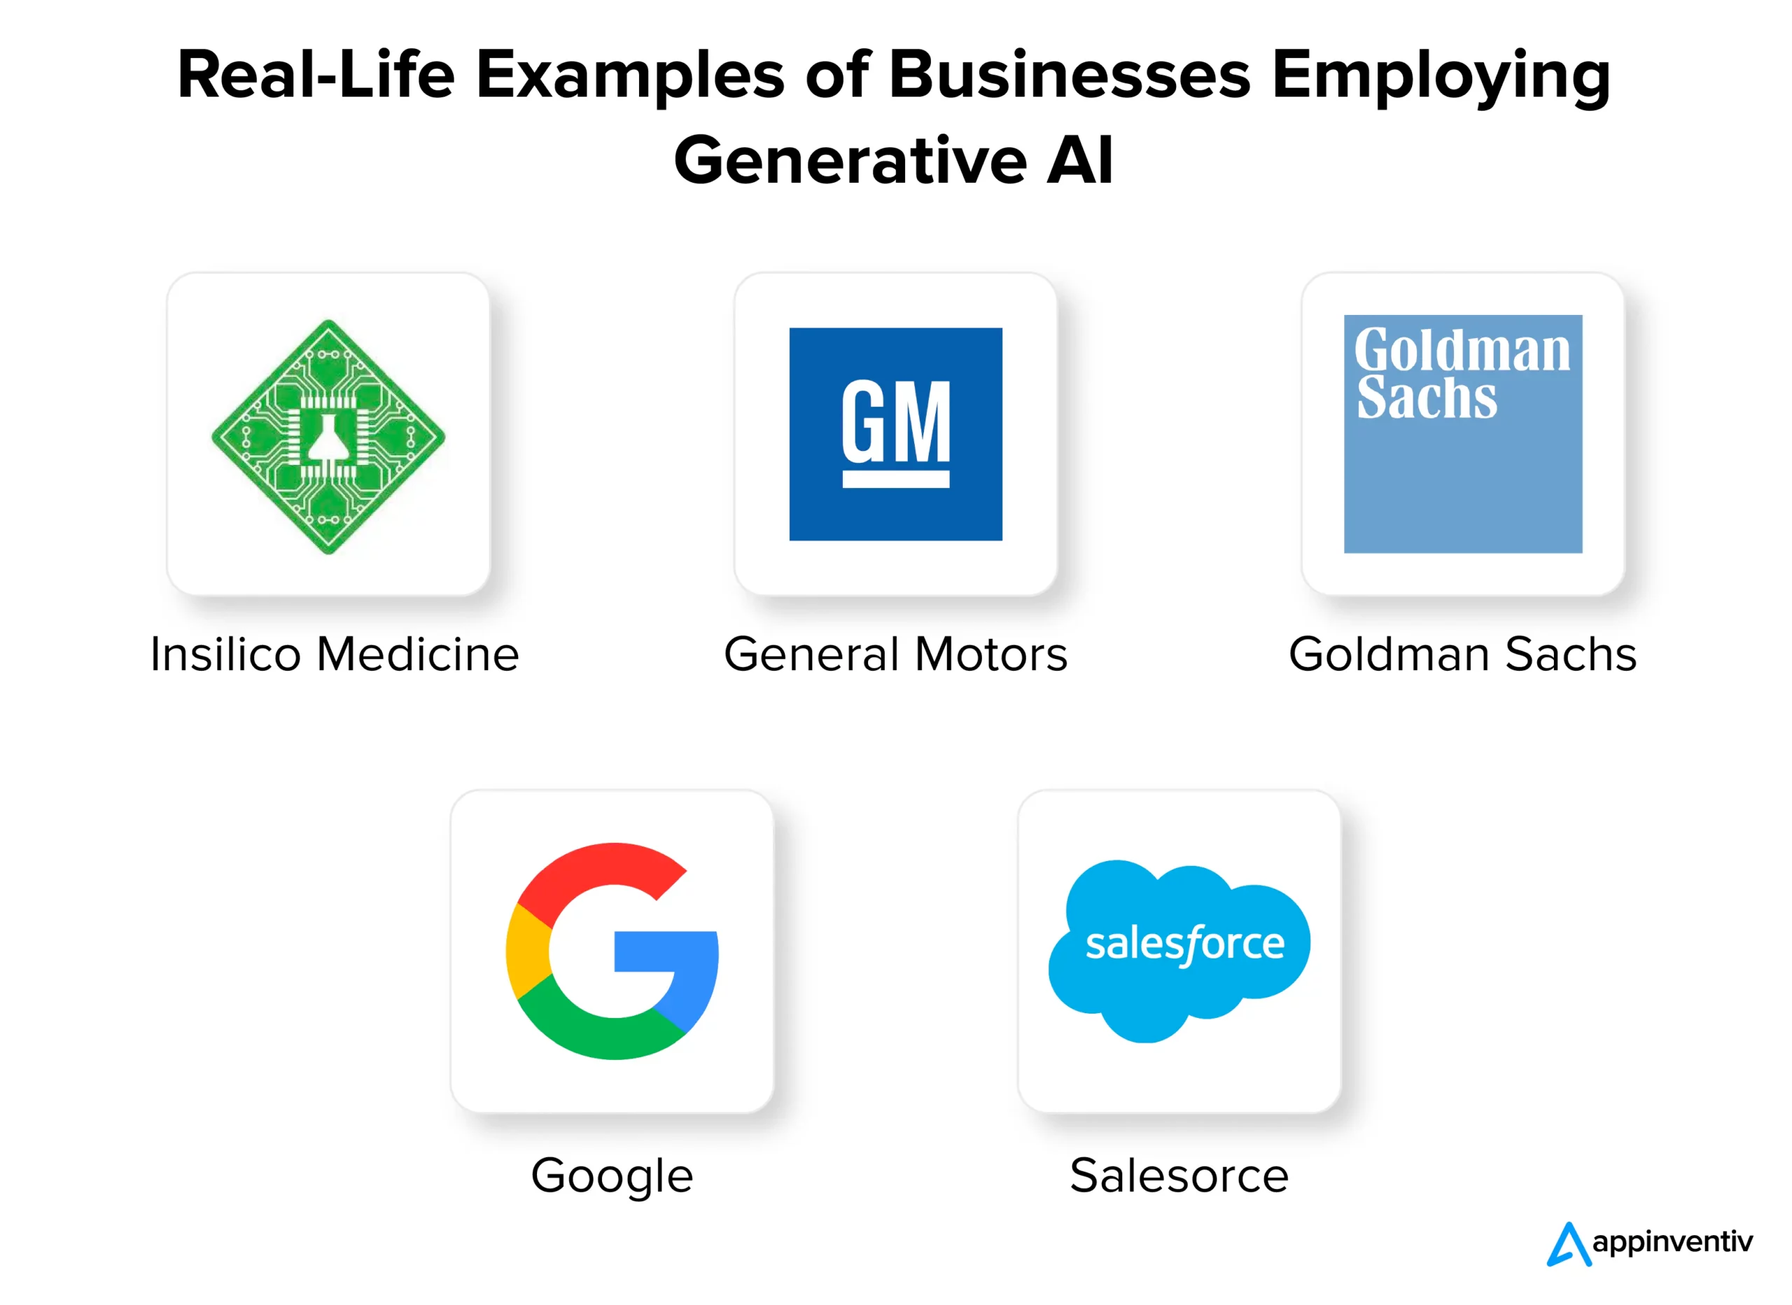 Real-Life Examples of Businesses Employing
Generative AI
GM
Goldman
Sachs
Insilico Medicine
General Motors
Goldman Sachs
salesforce
Google
Salesorce
appinventiv